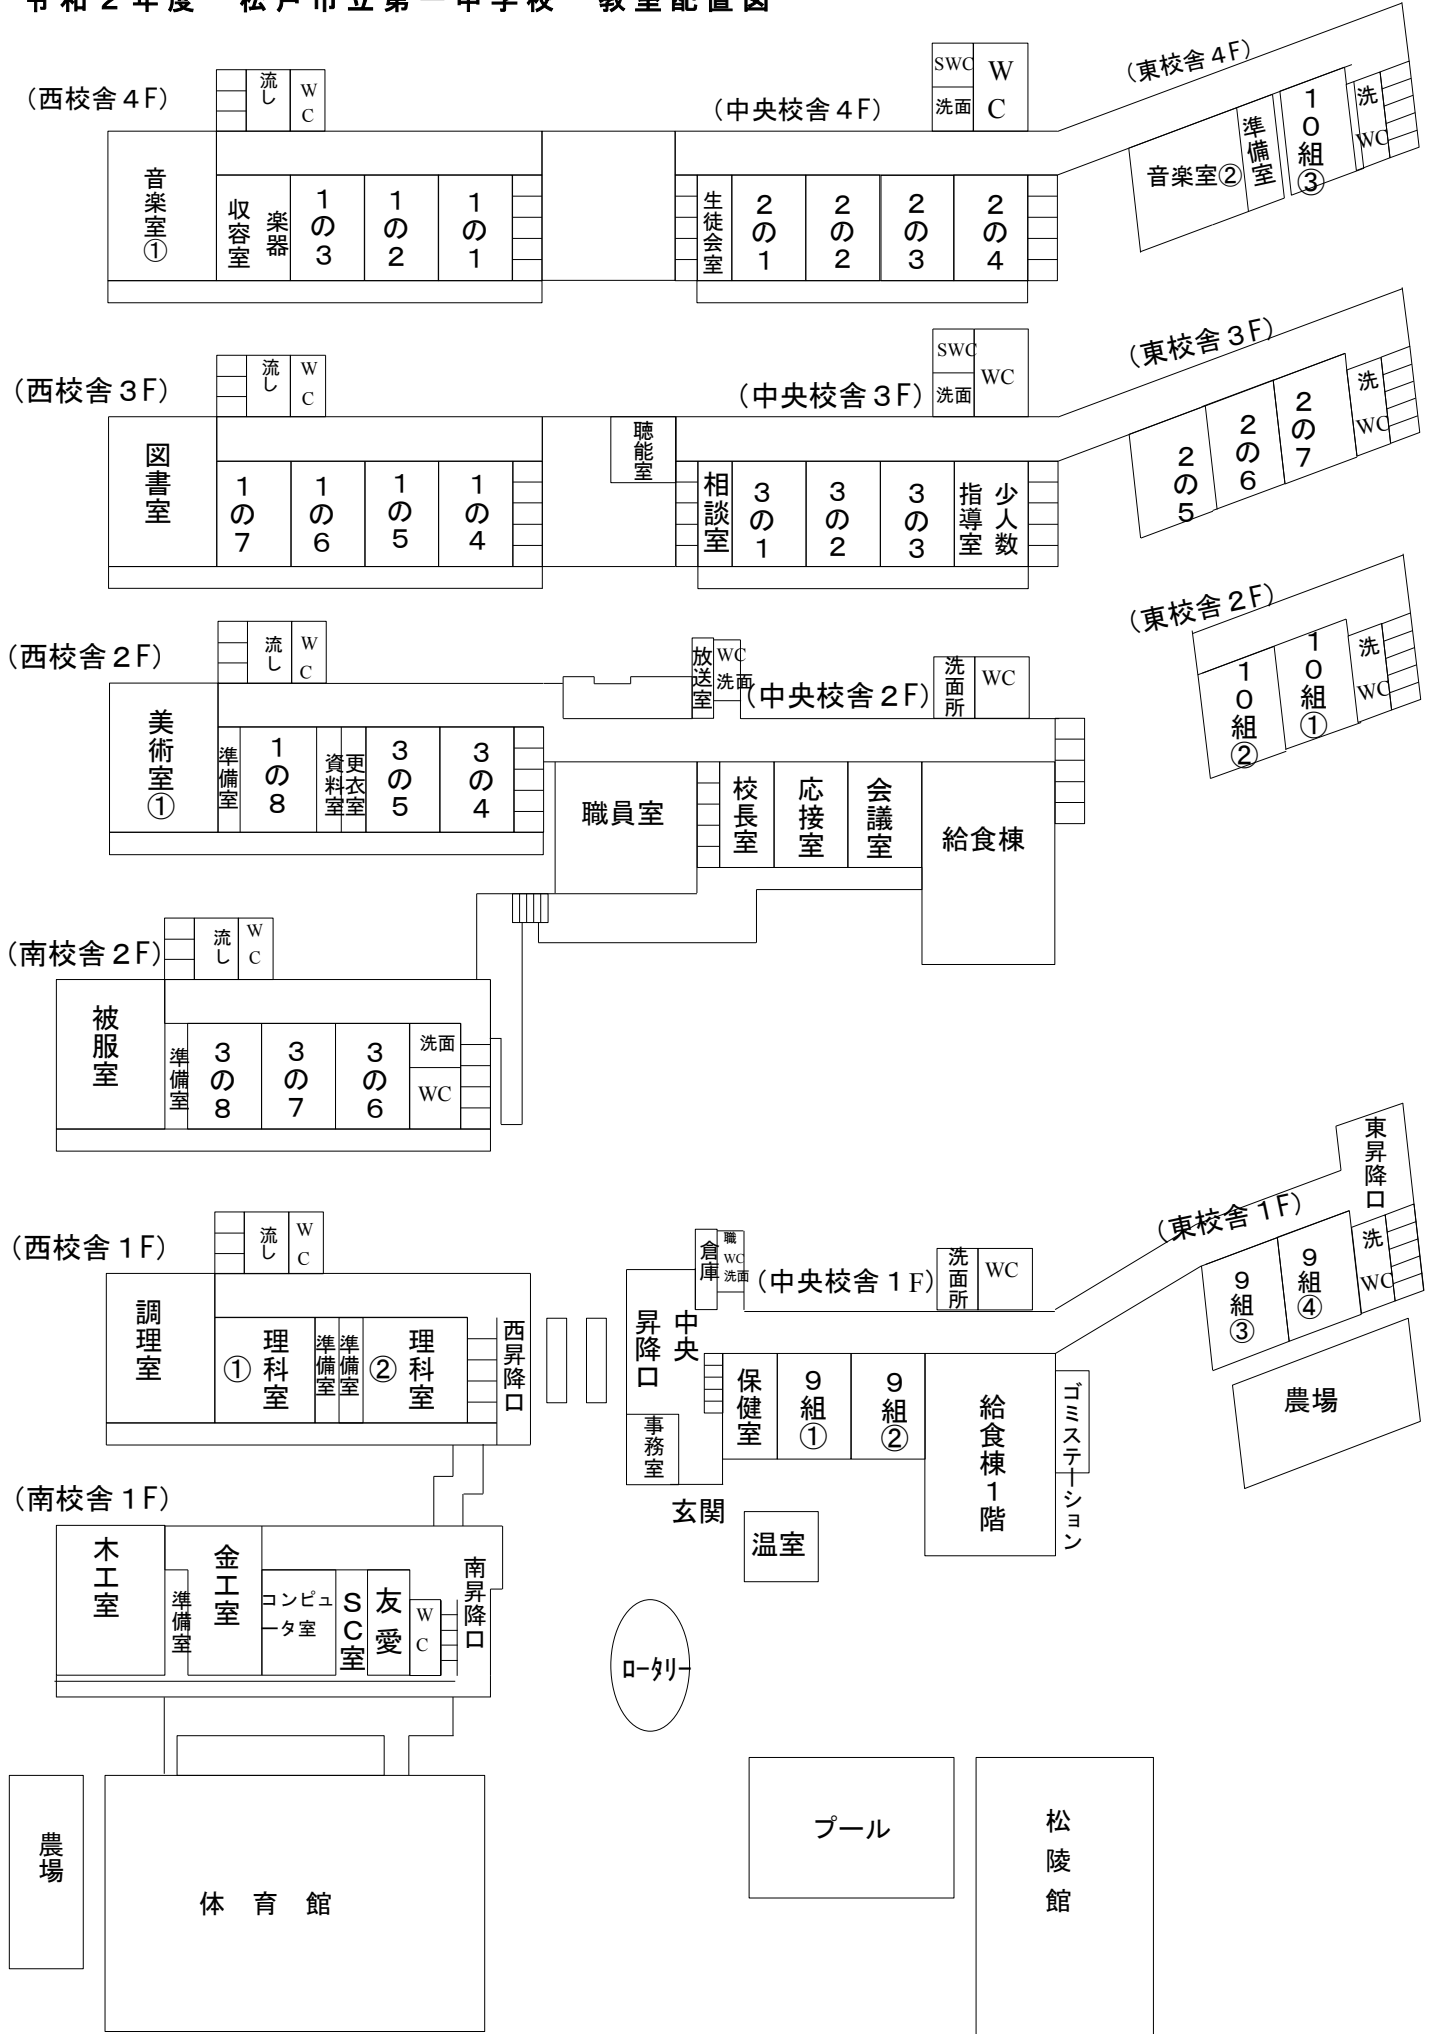 令和２年度　松戸市立第一中学校　教室配置図
（西校舎４F）
流し
WC
（中央校舎４F）
SWC
洗面
WC
（東校舎４F）
音楽室①
楽器収容室
１の３
１の２
１の１
生徒会室
２の１
２の２
２の３
２の４
音楽室②
準備室
１０組③
洗
WC
（西校舎３F）
流し
WC
（中央校舎３F）
SWC
洗面
WC
（東校舎３F）
図書室
１の７
１の６
１の５
１の４
聴能室
相談室
３の１
３の２
３の３
少人数指導室
２の５
２の６
２の７
洗
WC
（西校舎２F）
流し
WC
放送室
WC
洗面
（中央校舎２F）
洗面所
WC
（東校舎２F）
美術室①
準備室
１の８
資料室
更衣室
３の５
３の４
職員室
校長室
応接室
会議室
給食棟
１０組②
１０組①
洗
WC
（南校舎２F）
流し
WC
被服室
準備室
３の８
３の７
３の６
洗面
WC
（西校舎１F）
流し
WC
倉庫
職
WC
洗面
（中央校舎１F）
洗面所
WC
（東校舎１F）
東昇降口
調理室
理科室①
準備室
準備室
理科室②
西昇降口
中央昇降口
事務室
保健室
９組①
９組②
給食棟１階
ゴミステーション
９組③
９組④
洗
WC
農場
玄関
温室
（南校舎１F）
木工室
準備室
金工室
コンピュ
ータ室
SC室
友愛
WC
南昇降口
ﾛｰﾀﾘｰ
農場
体育館
プール
松陵館